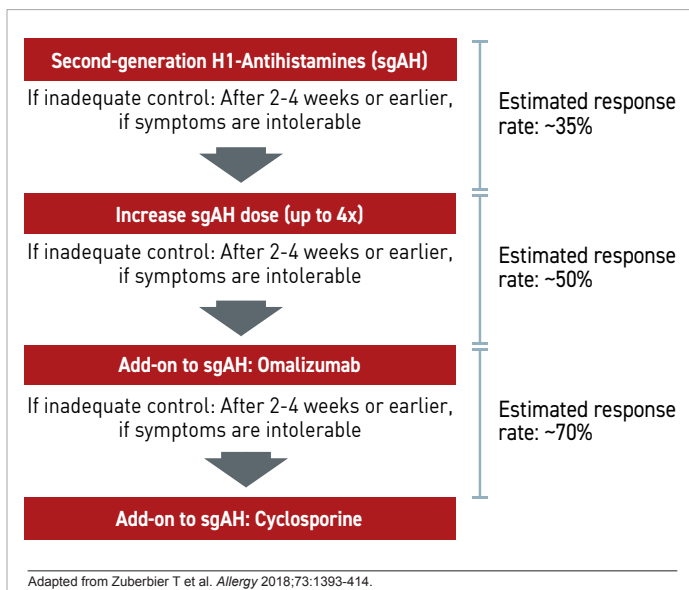 Second-generation H1-Antihistamines (sgAH)
If inadequate control: After 2-4 weeks or earlier,
if symptoms are intolerable
Estimated response
rate: ~35%
Increase sgAH dose (up to 4x)
If inadequate control: After 2-4 weeks or earlier,
if symptoms are intolerable
Estimated response
rate: ~50%
Add-on to sgAH: Omalizumab
If inadequate control: After 2-4 weeks or earlier,
if symptoms are intolerable
Estimated response
rate: ~70%
Add-on to sgAH: Cyclosporine
Adapted from Zuberbier T et al. Allergy 2018;73:1393-414.